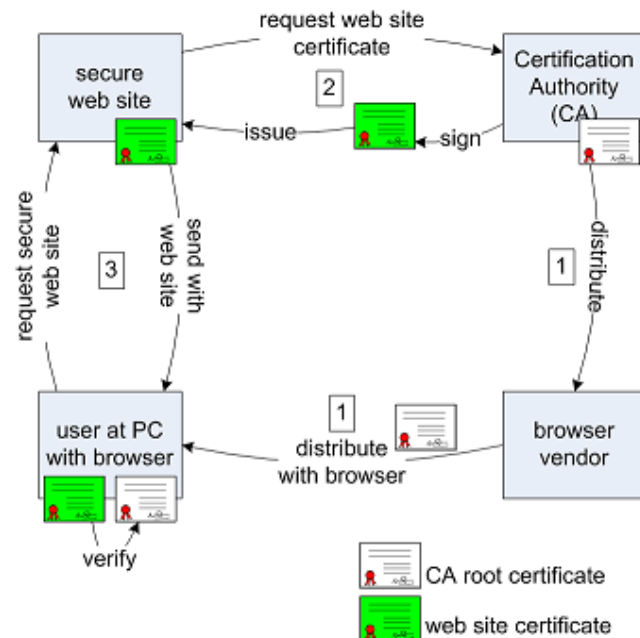 request web site
certificate
secure
web site
2
Certification
Authority
(CA)
issue
sign
request secure
web site
3
send with
web site
1
distribute
user at PC
with browser
1
distribute
with browser
browser
vendor
verify
CA root certificate
web site certificate